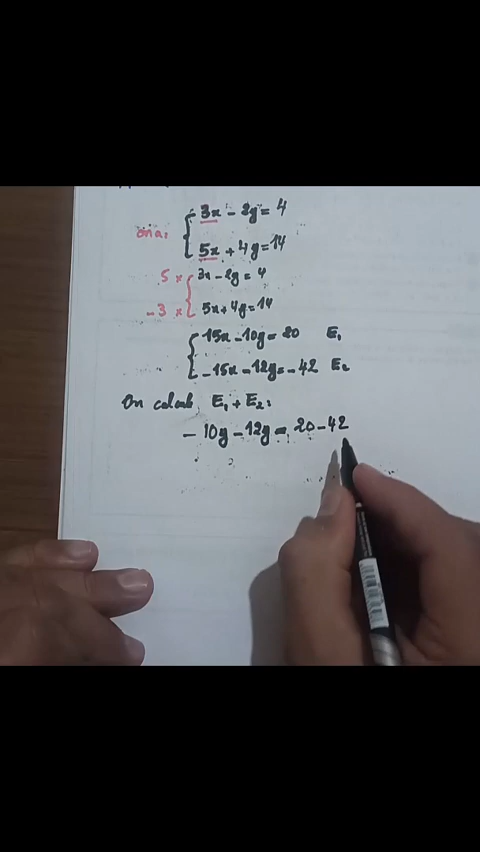 3x - 2y = 4
on a:
5x + 4y = 14
5 × 3x - 2y = 4
-3 × 5x + 4y = 14
15x - 10y = 20 E₁
-15x - 12y = -42 E₂
On calcul E₁ + E₂:
- 10y - 12y = 20 - 42